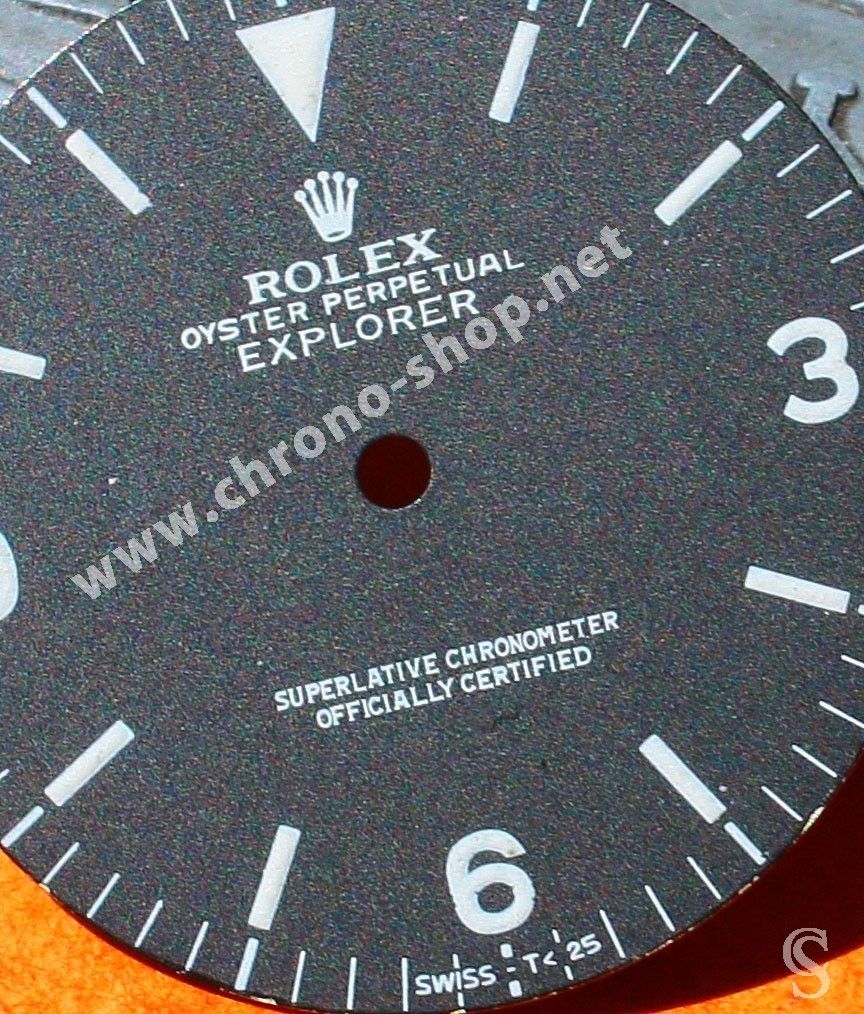 ROLEX
OYSTER PERPETUAL
EXPLORER
3
www.chrono-shop.net
SUPERLATIVE CHRONOMETER
OFFICIALLY CERTIFIED
6
SWISS - T< 25